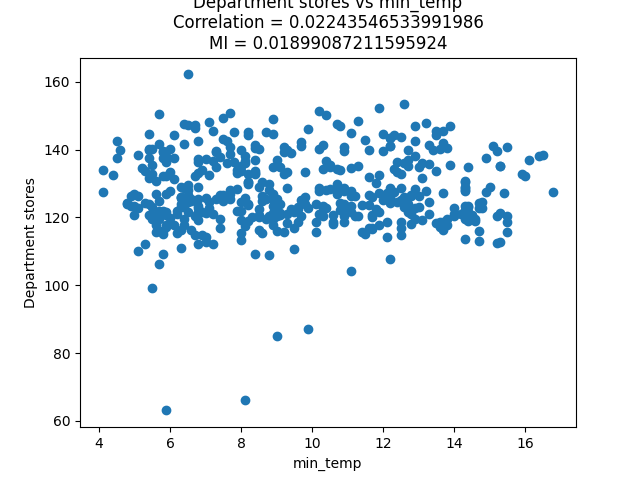 Department stores vs min_temp
Correlation = 0.02243546533991986
MI = 0.01899087211595924
160
140
120
100
80
60
Department stores
4 6 8 10 12 14 16
min_temp